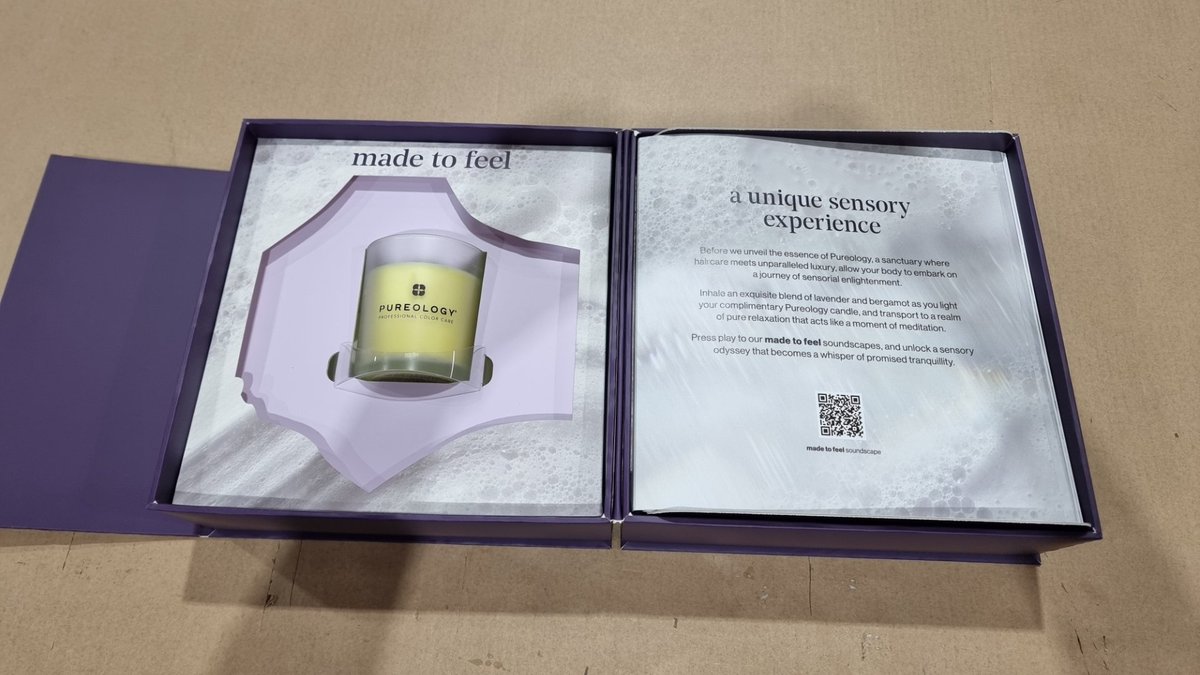 made to feel
PUREOLOGY®
PROFESSIONAL COLOR CARE
a unique sensory
experience
Before we unveil the essence of Pureology, a sanctuary where
haircare meets unparalleled luxury, allow your body to embark on
a journey of sensorial enlightenment.
Inhale an exquisite blend of lavender and bergamot as you light
your complimentary Pureology candle, and transport to a realm
of pure relaxation that acts like a moment of meditation.
Press play to our made to feel soundscapes, and unlock a sensory
odyssey that becomes a whisper of promised tranquillity.
made to feel soundscape